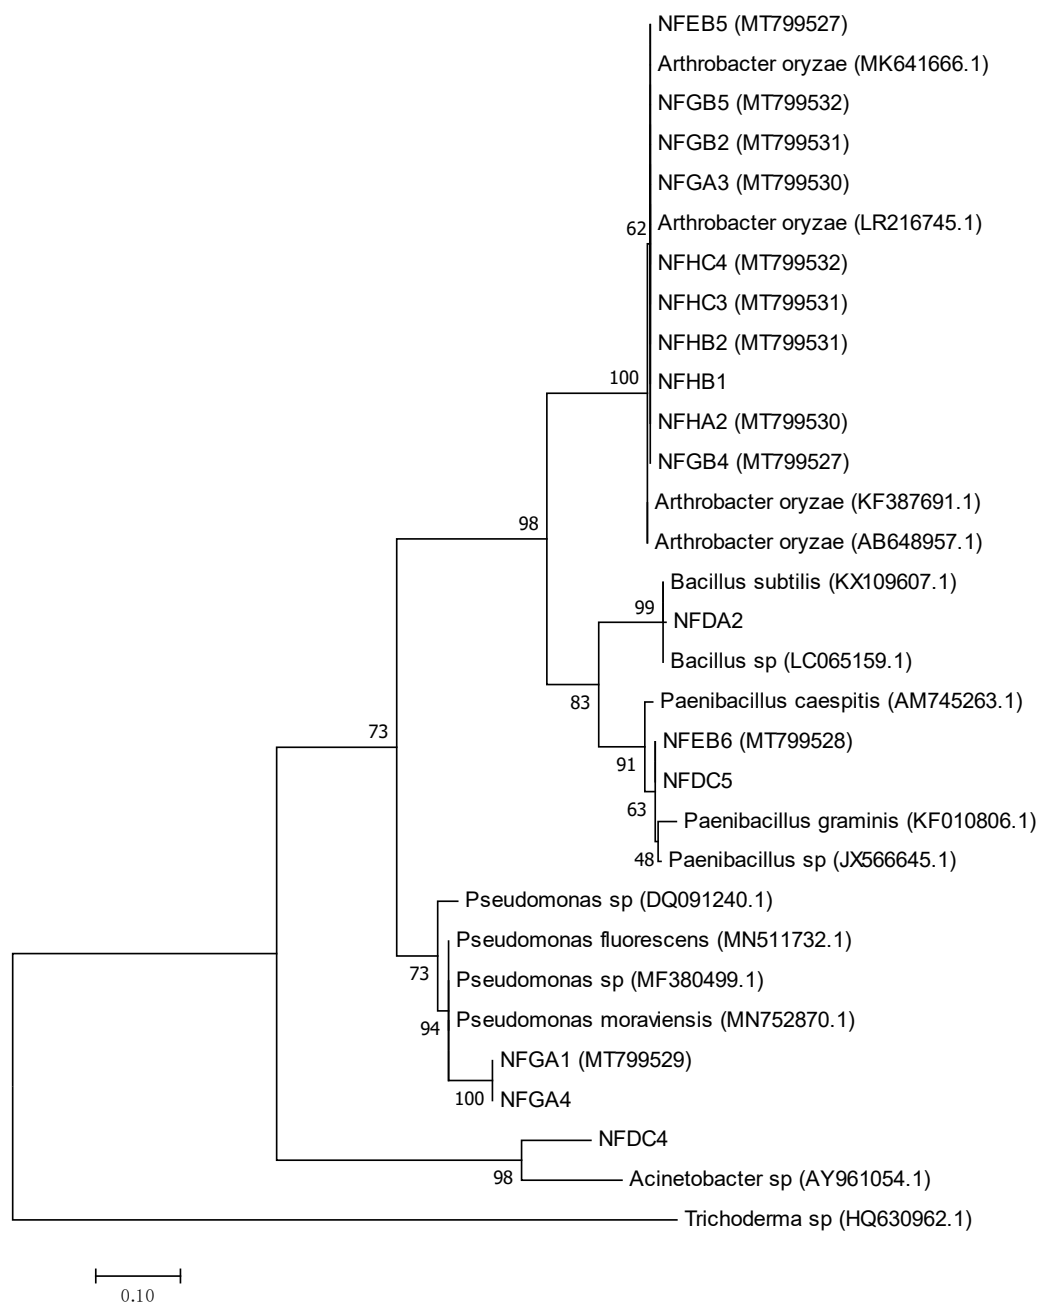 NFEB5 (MT799527)
Arthrobacter oryzae (MK641666.1)
NFGB5 (MT799532)
NFGB2 (MT799531)
NFGA3 (MT799530)
62
Arthrobacter oryzae (LR216745.1)
NFHC4 (MT799532)
NFHC3 (MT799531)
NFHB2 (MT799531)
100
NFHB1
NFHA2 (MT799530)
NFGB4 (MT799527)
Arthrobacter oryzae (KF387691.1)
98
Arthrobacter oryzae (AB648957.1)
Bacillus subtilis (KX109607.1)
99
NFDA2
Bacillus sp (LC065159.1)
83
Paenibacillus caespitis (AM745263.1)
73
NFEB6 (MT799528)
91
NFDC5
63
Paenibacillus graminis (KF010806.1)
48
Paenibacillus sp (JX566645.1)
Pseudomonas sp (DQ091240.1)
Pseudomonas fluorescens (MN511732.1)
73
Pseudomonas sp (MF380499.1)
94
Pseudomonas moraviensis (MN752870.1)
NFGA1 (MT799529)
100
NFGA4
NFDC4
98
Acinetobacter sp (AY961054.1)
Trichoderma sp (HQ630962.1)
0.10